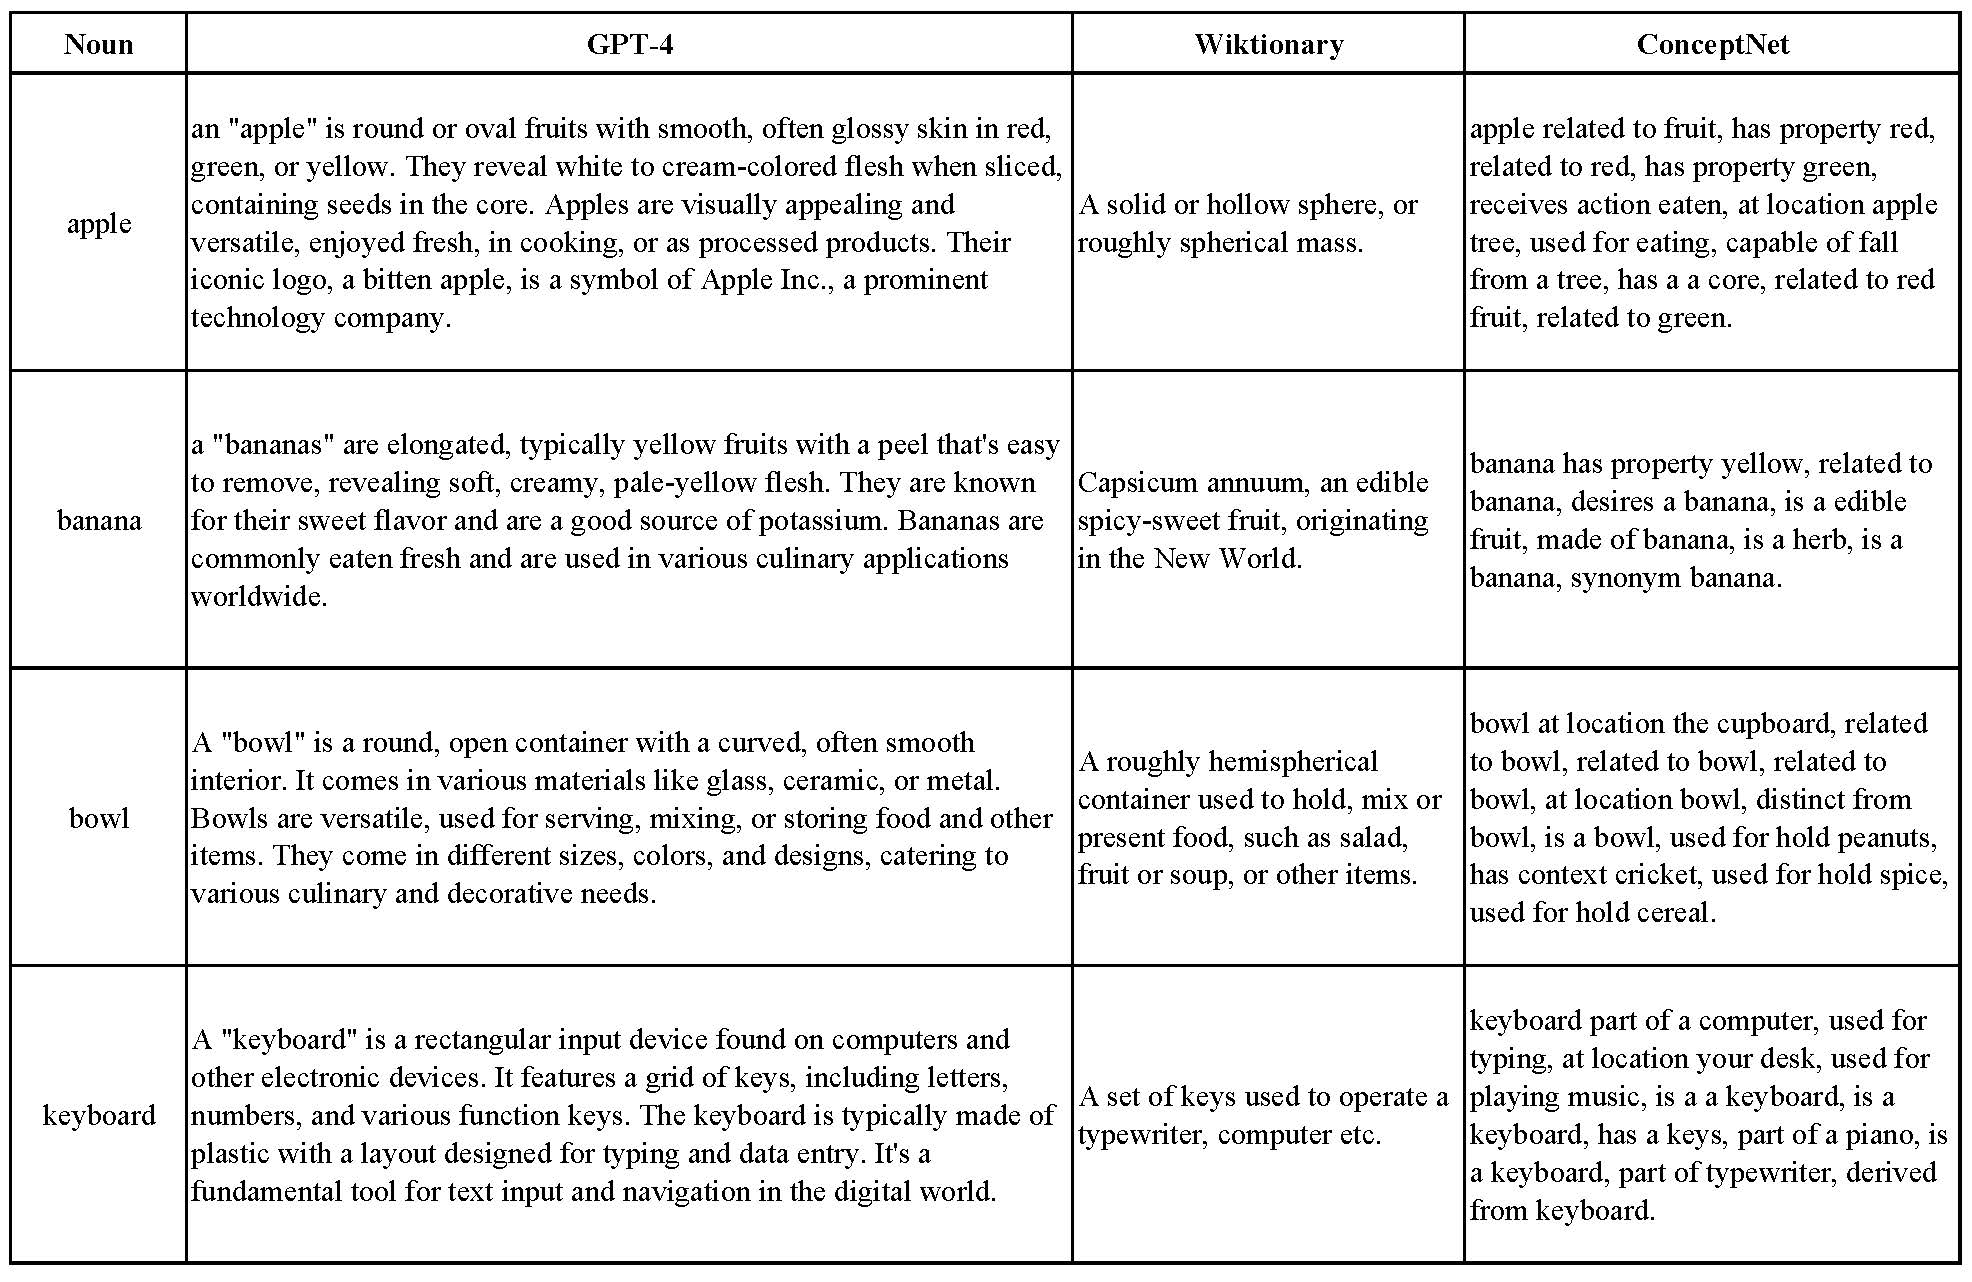 Noun GPT-4 Wiktionary ConceptNet
apple
an "apple" is round or oval fruits with smooth, often glossy skin in red,
green, or yellow. They reveal white to cream-colored flesh when sliced,
containing seeds in the core. Apples are visually appealing and
versatile, enjoyed fresh, in cooking, or as processed products. Their
iconic logo, a bitten apple, is a symbol of Apple Inc., a prominent
technology company.
A solid or hollow sphere, or
roughly spherical mass.
apple related to fruit, has property red,
related to red, has property green,
receives action eaten, at location apple
tree, used for eating, capable of fall
from a tree, has a a core, related to red
fruit, related to green.
banana
a "bananas" are elongated, typically yellow fruits with a peel that's easy
to remove, revealing soft, creamy, pale-yellow flesh. They are known
for their sweet flavor and are a good source of potassium. Bananas are
commonly eaten fresh and are used in various culinary applications
worldwide.
Capsicum annuum, an edible
spicy-sweet fruit, originating
in the New World.
banana has property yellow, related to
banana, desires a banana, is a edible
fruit, made of banana, is a herb, is a
banana, synonym banana.
bowl
A "bowl" is a round, open container with a curved, often smooth
interior. It comes in various materials like glass, ceramic, or metal.
Bowls are versatile, used for serving, mixing, or storing food and other
items. They come in different sizes, colors, and designs, catering to
various culinary and decorative needs.
A roughly hemispherical
container used to hold, mix or
present food, such as salad,
fruit or soup, or other items.
bowl at location the cupboard, related
to bowl, related to bowl, related to
bowl, at location bowl, distinct from
bowl, is a bowl, used for hold peanuts,
has context cricket, used for hold spice,
used for hold cereal.
keyboard
A "keyboard" is a rectangular input device found on computers and
other electronic devices. It features a grid of keys, including letters,
numbers, and various function keys. The keyboard is typically made of
plastic with a layout designed for typing and data entry. It's a
fundamental tool for text input and navigation in the digital world.
A set of keys used to operate a
typewriter, computer etc.
keyboard part of a computer, used for
typing, at location your desk, used for
playing music, is a a keyboard, is a
keyboard, has a keys, part of a piano, is
a keyboard, part of typewriter, derived
from keyboard.